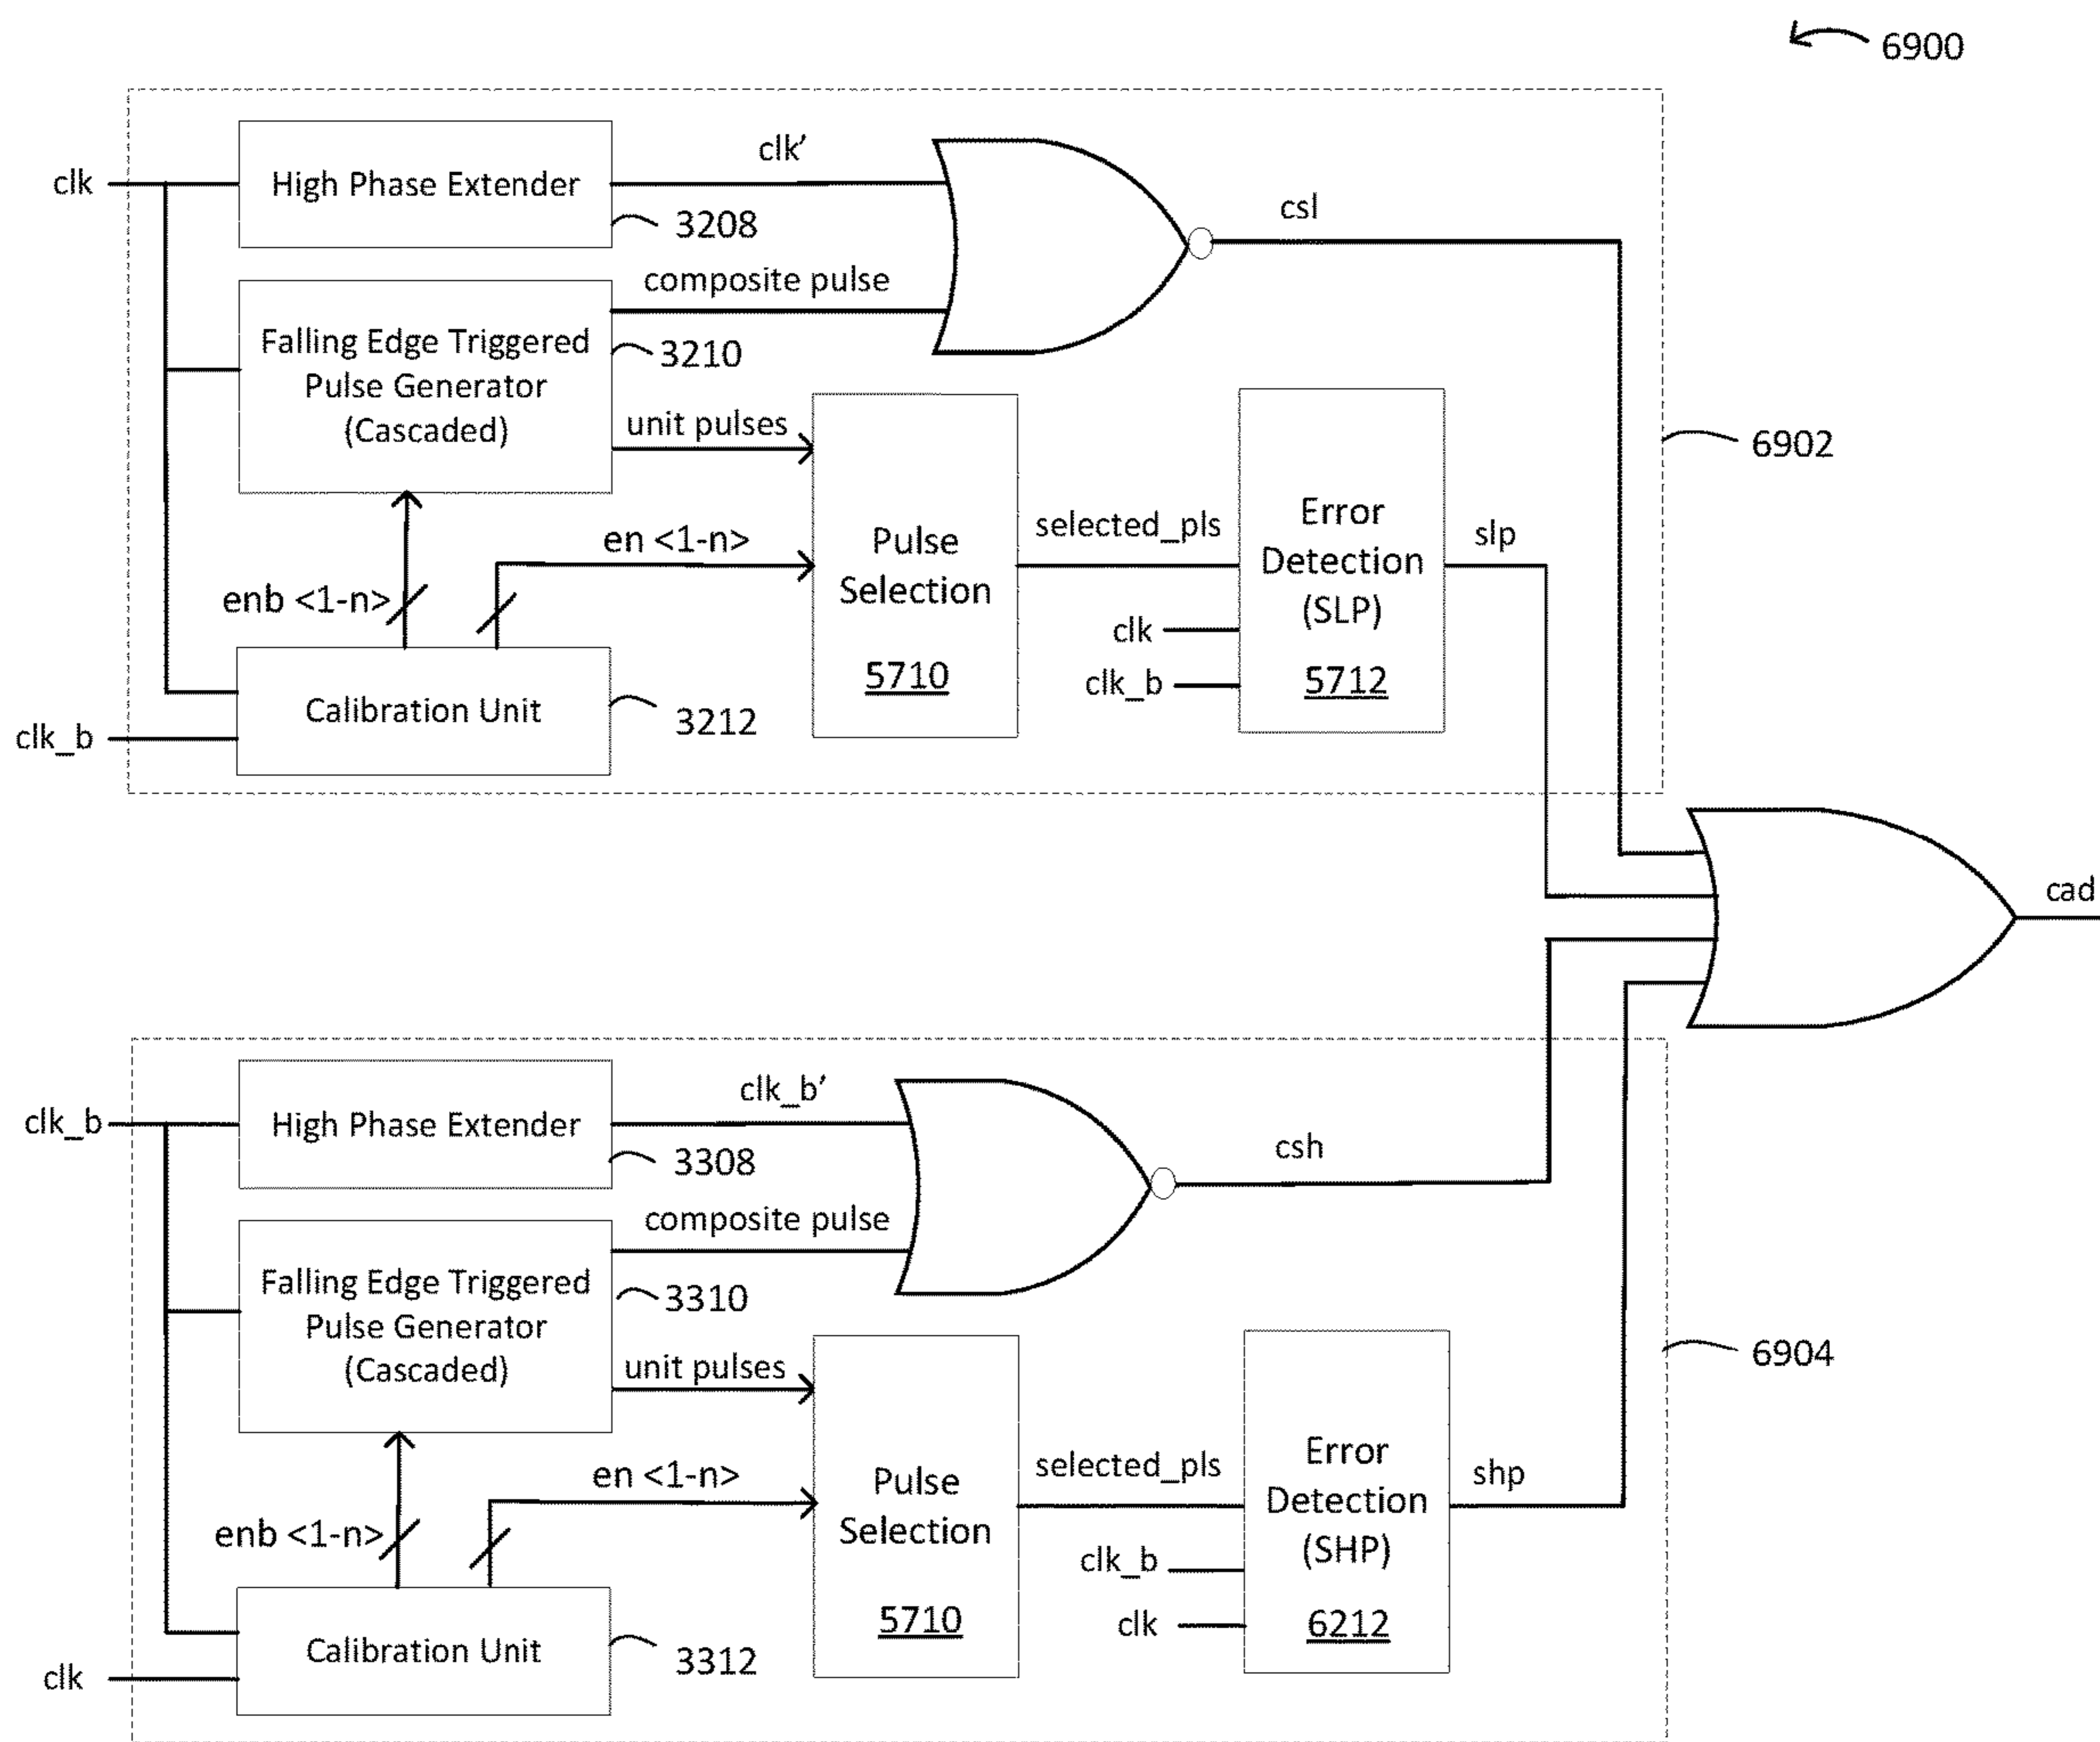 6900
clk
High Phase Extender
3208
clk’
composite pulse
csl
Falling Edge Triggered
Pulse Generator
(Cascaded)
3210
unit pulses
6902
enb <1-n>
en <1-n>
Pulse
Selection
5710
selected_pls
clk
clk_b
Error
Detection
(SLP)
5712
slp
Calibration Unit
3212
clk_b
cad
clk_b
High Phase Extender
3308
clk_b’
composite pulse
csh
Falling Edge Triggered
Pulse Generator
(Cascaded)
3310
unit pulses
6904
enb <1-n>
en <1-n>
Pulse
Selection
5710
selected_pls
clk_b
clk
Error
Detection
(SHP)
6212
shp
Calibration Unit
3312
clk